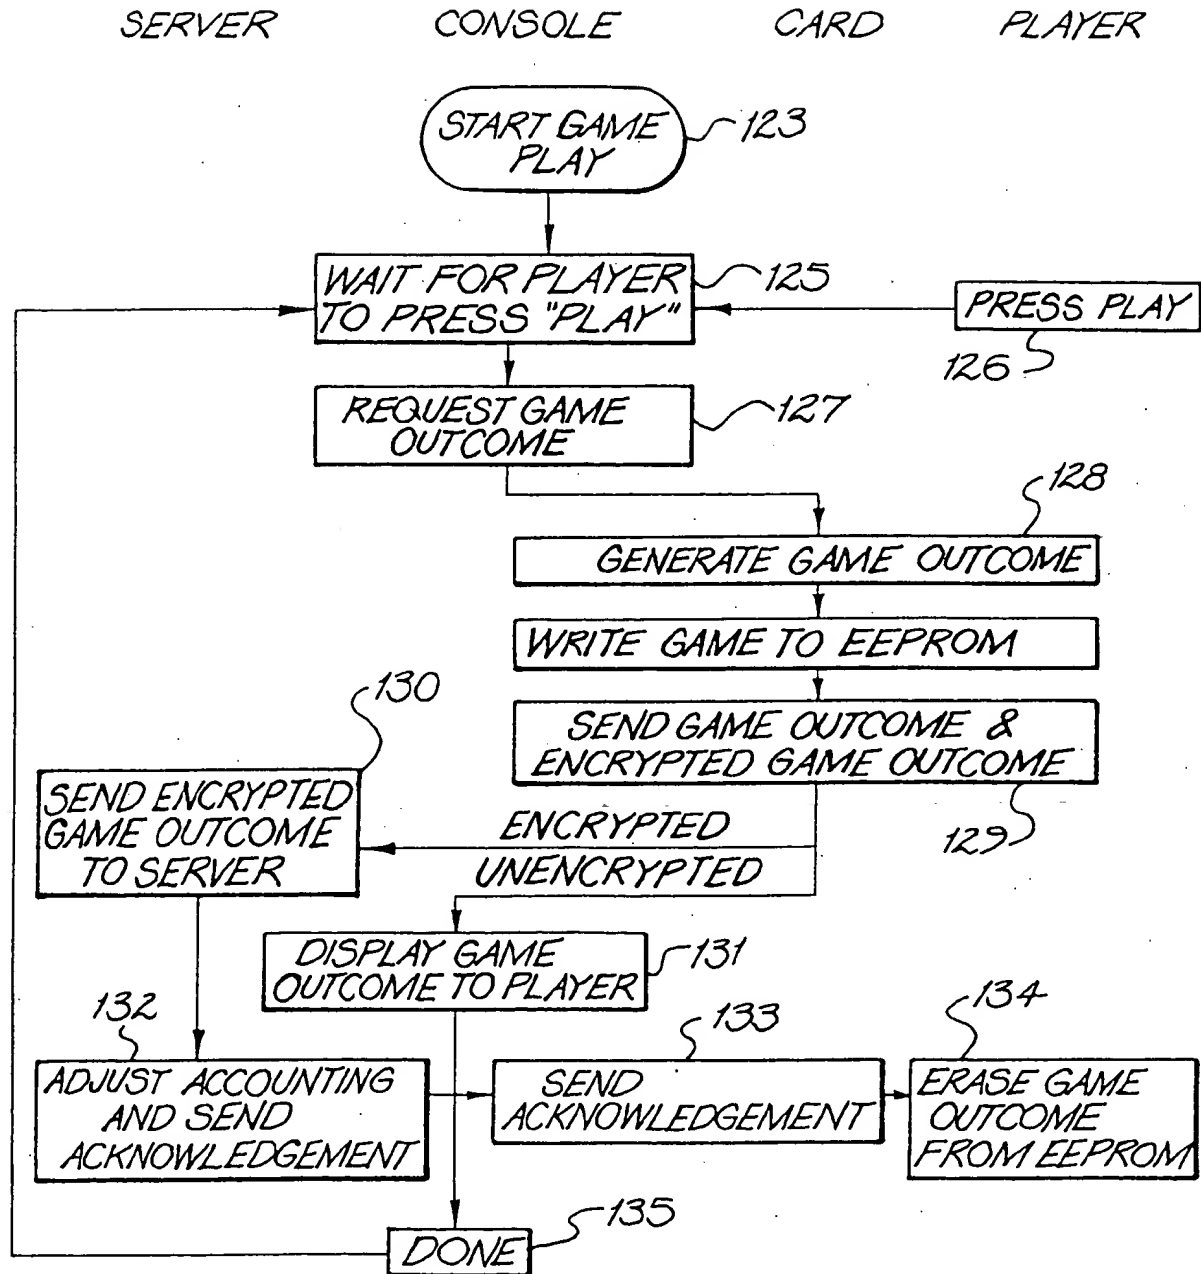 SERVER CONSOLE CARD PLAYER
START GAME
PLAY
123
WAIT FOR PLAYER
TO PRESS "PLAY"
125
PRESS PLAY
126
REQUEST GAME
OUTCOME
127
128
GENERATE GAME OUTCOME
WRITE GAME TO EEPROM
SEND GAME OUTCOME &
ENCRYPTED GAME OUTCOME
129
130
SEND ENCRYPTED
GAME OUTCOME
TO SERVER
ENCRYPTED
UNENCRYPTED
DISPLAY GAME
OUTCOME TO PLAYER
131
132
ADJUST ACCOUNTING
AND SEND
ACKNOWLEDGEMENT
133
SEND
ACKNOWLEDGEMENT
134
ERASE GAME
OUTCOME
FROM EEPROM
DONE
135